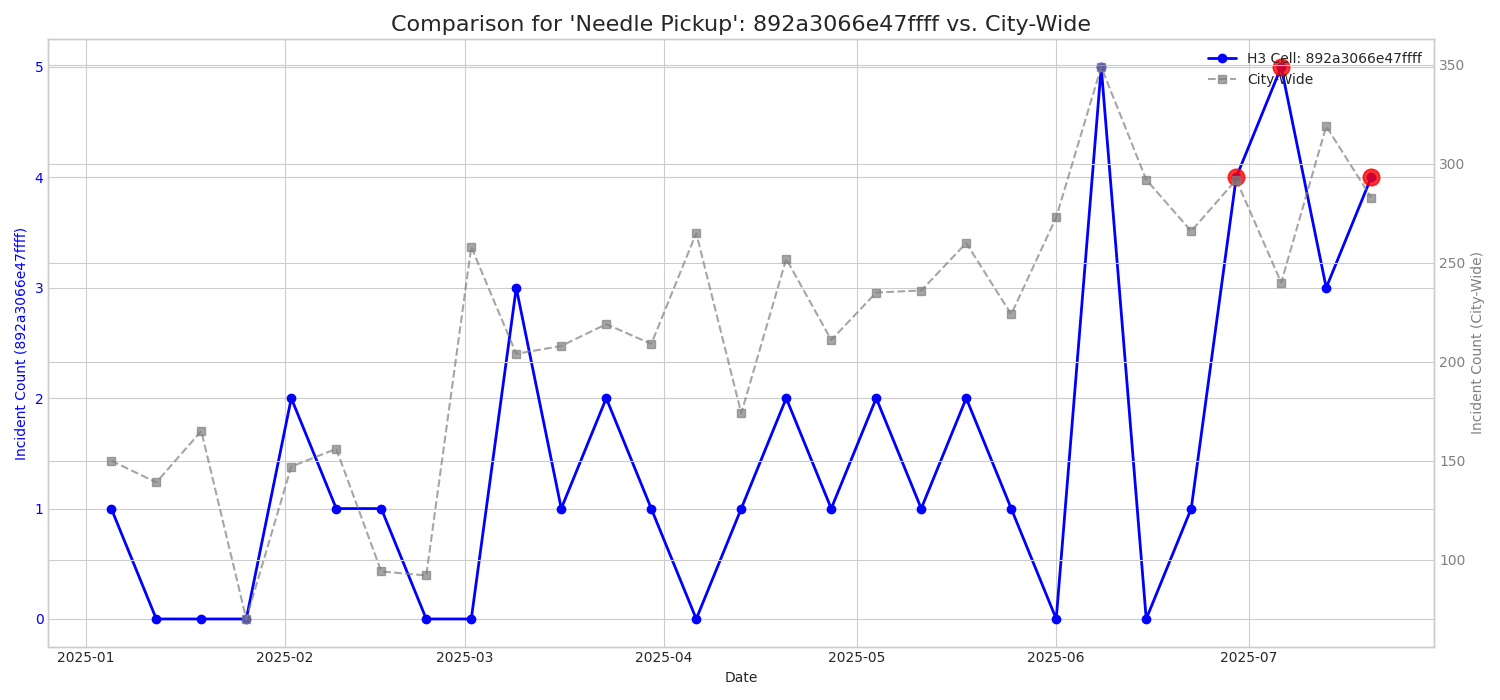 Comparison for 'Needle Pickup': 892a3066e47ffff vs. City-Wide
H3 Cell: 892a3066e47ffff
City-Wide
Incident Count (892a3066e47ffff)
5
4
3
2
1
0
350
300
250
200
150
100
Incident Count (City-Wide)
2025-01 2025-02 2025-03 2025-04 2025-05 2025-06 2025-07
Date